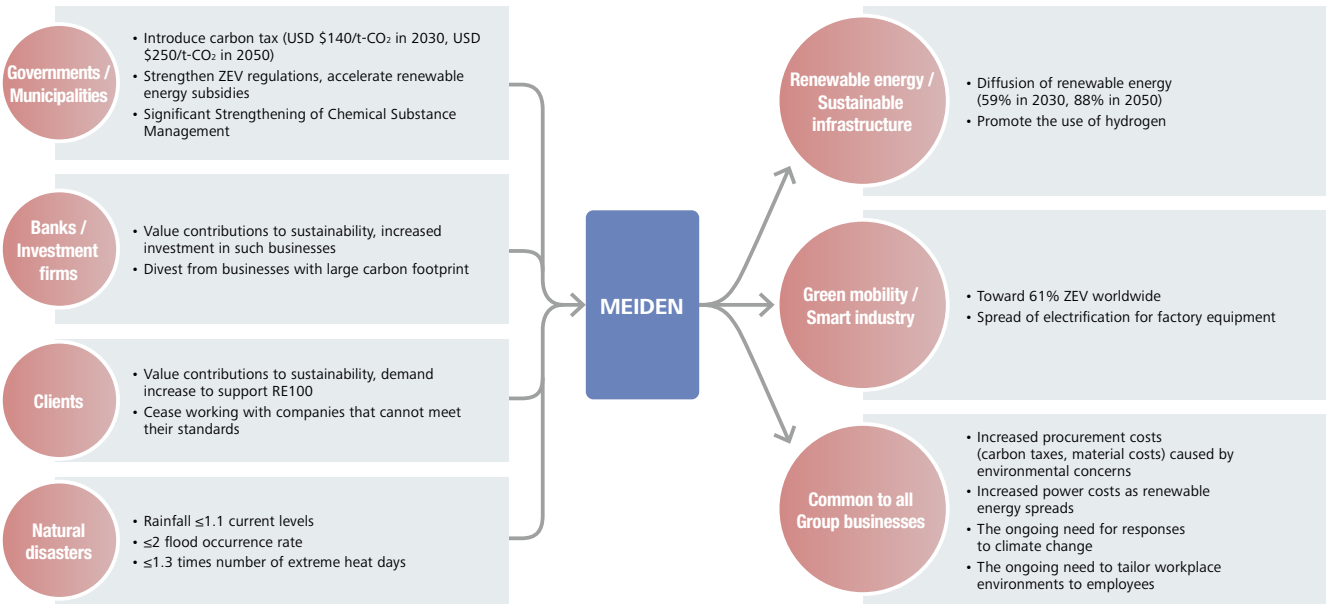 Governments /
Municipalities
• Introduce carbon tax (USD $140/t-CO₂ in 2030, USD
$250/t-CO₂ in 2050)
• Strengthen ZEV regulations, accelerate renewable
energy subsidies
• Significant Strengthening of Chemical Substance
Management
Banks /
Investment
firms
• Value contributions to sustainability, increased
investment in such businesses
• Divest from businesses with large carbon footprint
Clients
• Value contributions to sustainability, demand
increase to support RE100
• Cease working with companies that cannot meet
their standards
Natural
disasters
• Rainfall ≤1.1 current levels
• ≤2 flood occurrence rate
• ≤1.3 times number of extreme heat days
MEIDEN
Renewable energy /
Sustainable
infrastructure
• Diffusion of renewable energy
(59% in 2030, 88% in 2050)
• Promote the use of hydrogen
Green mobility /
Smart industry
• Toward 61% ZEV worldwide
• Spread of electrification for factory equipment
Common to all
Group businesses
• Increased procurement costs
(carbon taxes, material costs) caused by
environmental concerns
• Increased power costs as renewable
energy spreads
• The ongoing need for responses
to climate change
• The ongoing need to tailor workplace
environments to employees